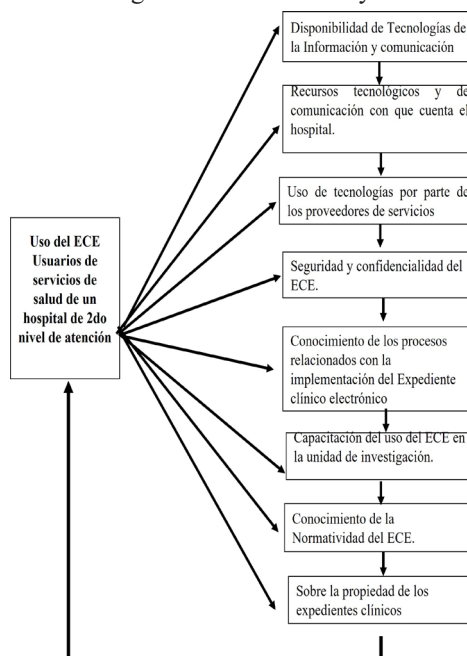 Disponibilidad de Tecnologías de
la Información y comunicación
Recursos tecnológicos y de
comunicación con que cuenta el
hospital.
Uso de tecnologías por parte de
los proveedores de servicios
Uso del ECE
Usuarios de
servicios de
salud de un
hospital de 2do
nivel de atención
Seguridad y confidencialidad del
ECE.
Conocimiento de los procesos
relacionados con la
implementación del Expediente
clínico electrónico
Capacitación del uso del ECE en
la unidad de investigación.
Conocimiento de la
Normatividad del ECE.
Sobre la propiedad de los
expedientes clínicos